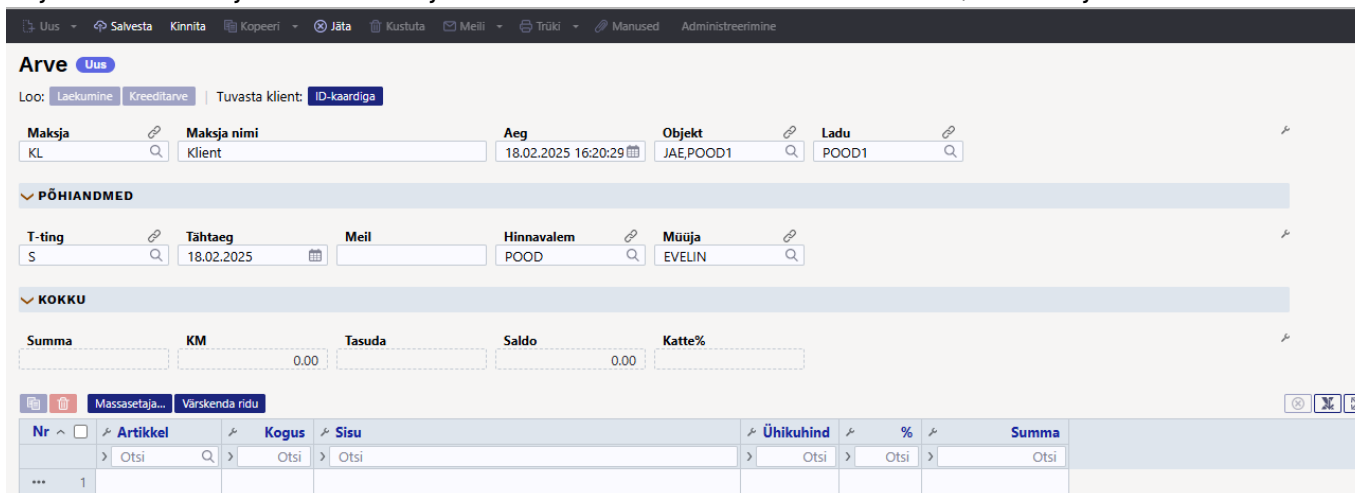 Uus Salvesta Kinnita Kopeeri Jäta Kustuta Meili Trüki Manused Administreerimine
Arve Uus
Loo: Laekumine Kreeditarve | Tuvasta klient: ID-kaardiga
Maksja Maksja nimi Aeg Objekt Ladu
KL Klient 18.02.2025 16:20:29 JAE,POOD1 POOD1
PÕHIANDMED
T-ting Tähtaeg Meil Hinnavalem Müüja
S 18.02.2025 POOD EVELIN
KOKKU
Summa KM Tasuda Saldo Katte%
0.00 0.00
Massasetaja... Värskenda ridu
Nr Artikkel Kogus Sisu Ühikuhind % Summa
Otsi Otsi Otsi Otsi Otsi Otsi
... 1